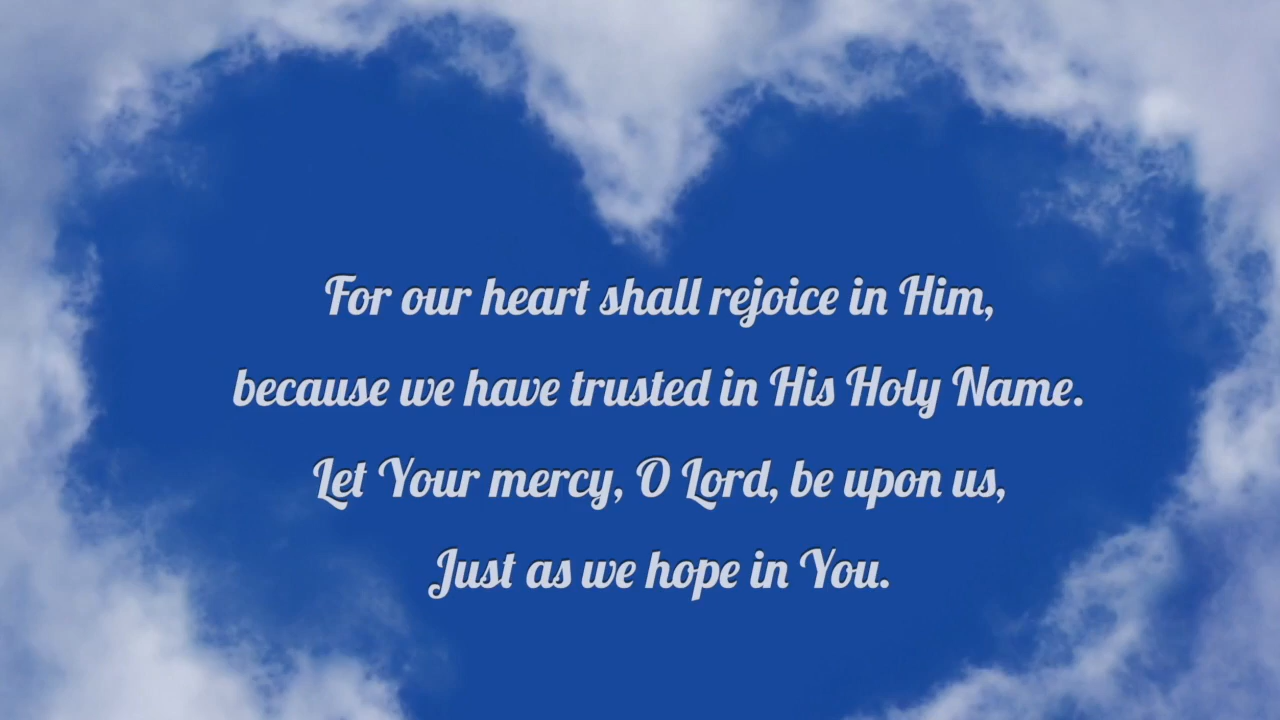 For our heart shall rejoice in Him,
because we have trusted in His Holy Name.
Let Your mercy, O Lord, be upon us,
Just as we hope in You.